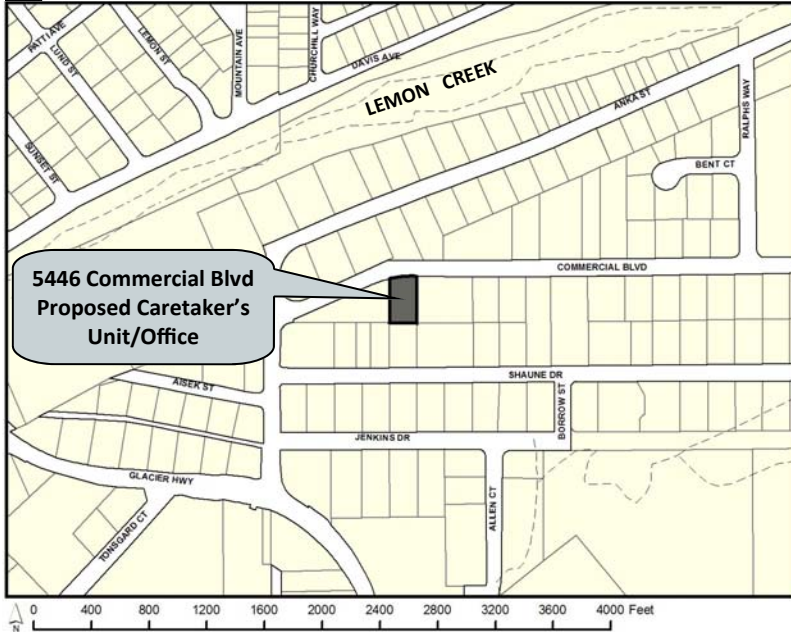 PATTI AVE
LUND ST
LEMON ST
MOUNTAIN AVE
CHURCHILL WAY
DAVIS AVE
LEMON CREEK
ANKA ST
RALPHS WAY
SUNSET ST
BENT CT
5446 Commercial Blvd
Proposed Caretaker’s
Unit/Office
COMMERCIAL BLVD
SHAUNE DR
AISEK ST
BORROW ST
JENKINS DR
GLACIER HWY
ALLEN CT
TONSGARD CT
N
0 400 800 1200 1600 2000 2400 2800 3200 3600 4000 Feet